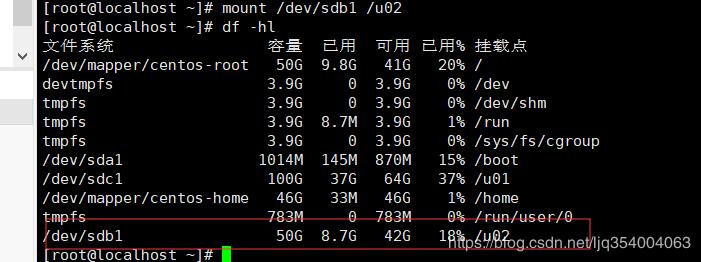 [root@localhost ~]# mount /dev/sdb1 /u02
[root@localhost ~]# df -hl
文件系统 容量 已用 可用 已用% 挂载点
/dev/mapper/centos-root 50G 9.8G 41G 20% /
devtmpfs 3.9G 0 3.9G 0% /dev
tmpfs 3.9G 0 3.9G 0% /dev/shm
tmpfs 3.9G 8.7M 3.9G 1% /run
tmpfs 3.9G 0 3.9G 0% /sys/fs/cgroup
/dev/sda1 1014M 145M 870M 15% /boot
/dev/sdc1 100G 37G 64G 37% /u01
/dev/mapper/centos-home 46G 33M 46G 1% /home
tmpfs 783M 0 783M 0% /run/user/0
/dev/sdb1 50G 8.7G 42G 18% /u02
https://blog.csdn.net/ljq354004063
[root@localhost ~]#